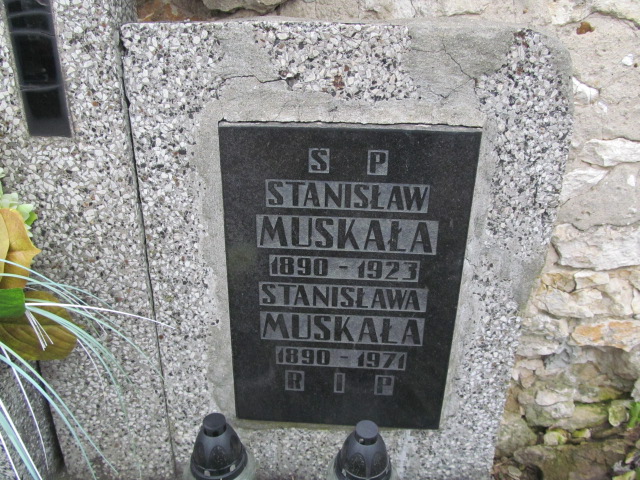 Ś P
STANISŁAW
MUSKAŁA
1890 - 1923
STANISŁAWA
MUSKAŁA
1890 - 1971
R I P